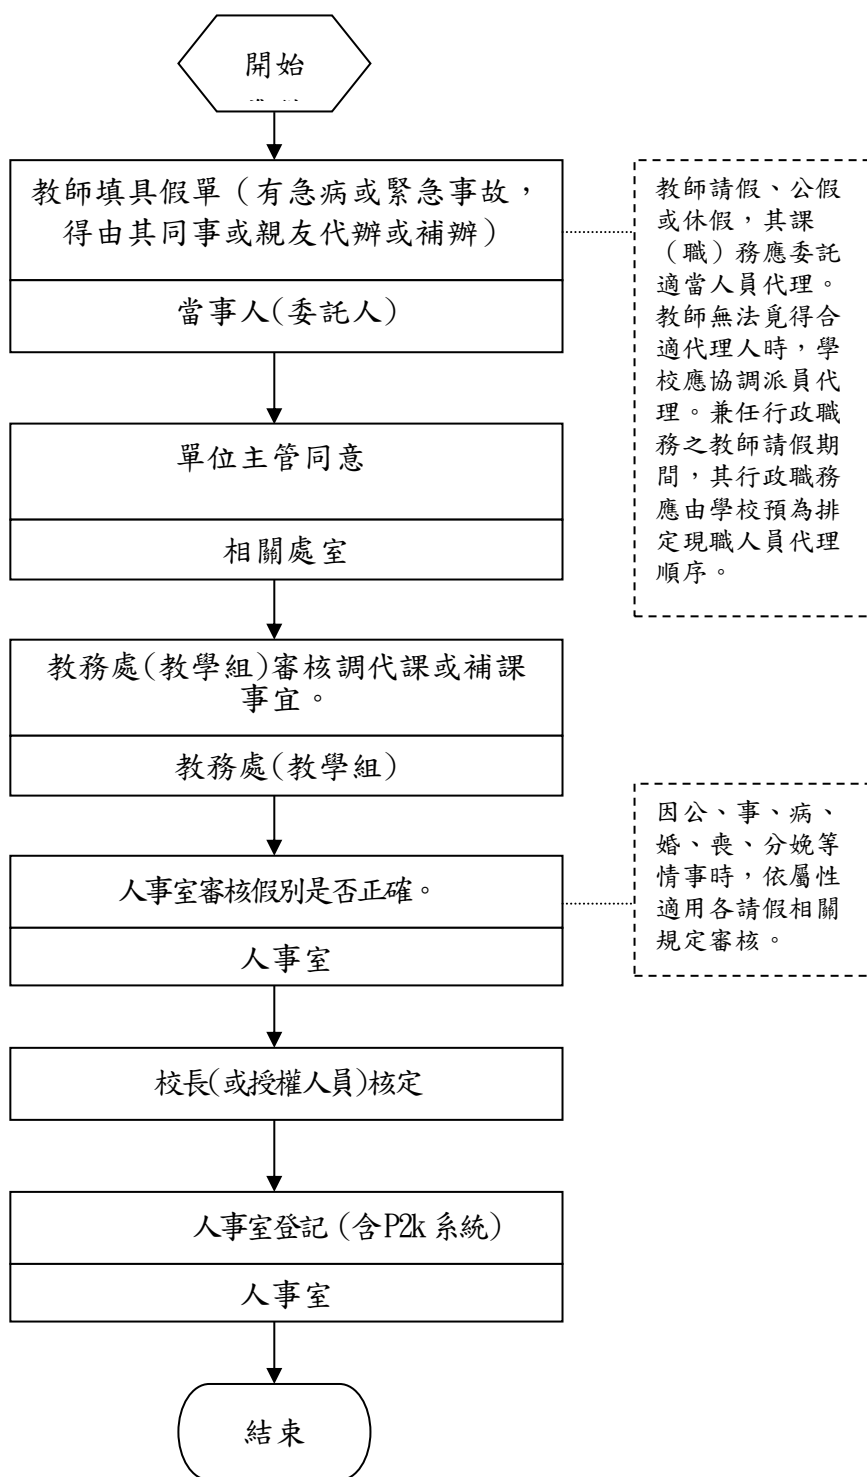 開始
教師填具假單（有急病或緊急事故，
得由其同事或親友代辦或補辦）
當事人(委託人)
教師請假、公假
或休假，其課
（職）務應委託
適當人員代理。
教師無法覓得合
適代理人時，學
校應協調派員代
理。兼任行政職
務之教師請假期
間，其行政職務
應由學校預為排
定現職人員代理
順序。
單位主管同意
相關處室
教務處(教學組)審核調代課或補課
事宜。
教務處(教學組)
人事室審核假別是否正確。
人事室
因公、事、病、
婚、喪、分娩等
情事時，依屬性
適用各請假相關
規定審核。
校長(或授權人員)核定
人事室登記(含P2k 系統)
人事室
結束